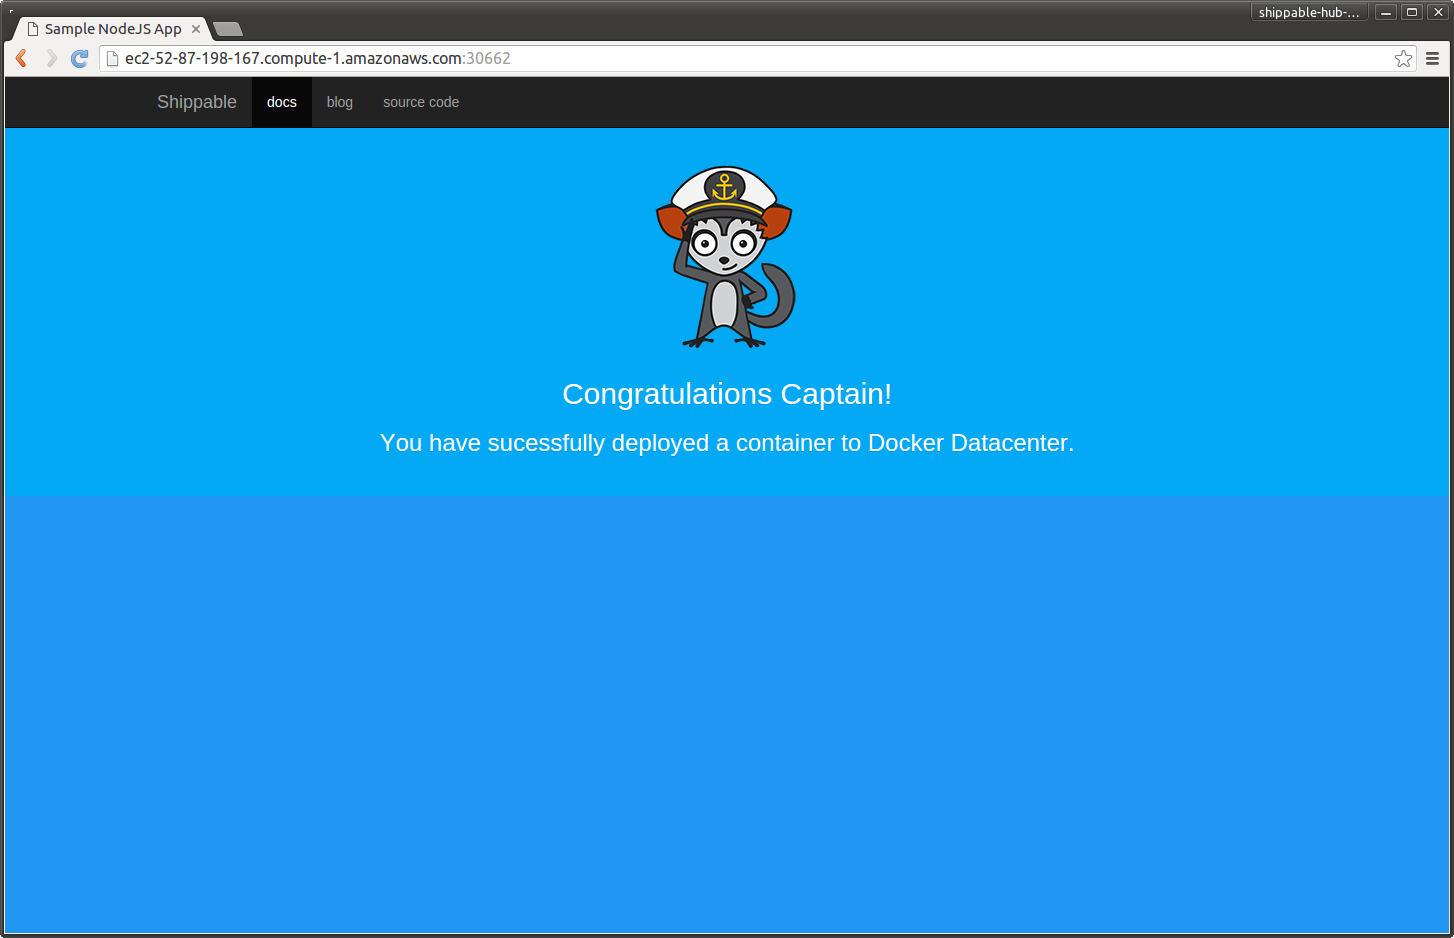 shippable-hub-...
Sample NodeJS App
ec2-52-87-198-167.compute-1.amazonaws.com:30662
Shippable docs blog source code
Congratulations Captain!
You have sucessfully deployed a container to Docker Datacenter.